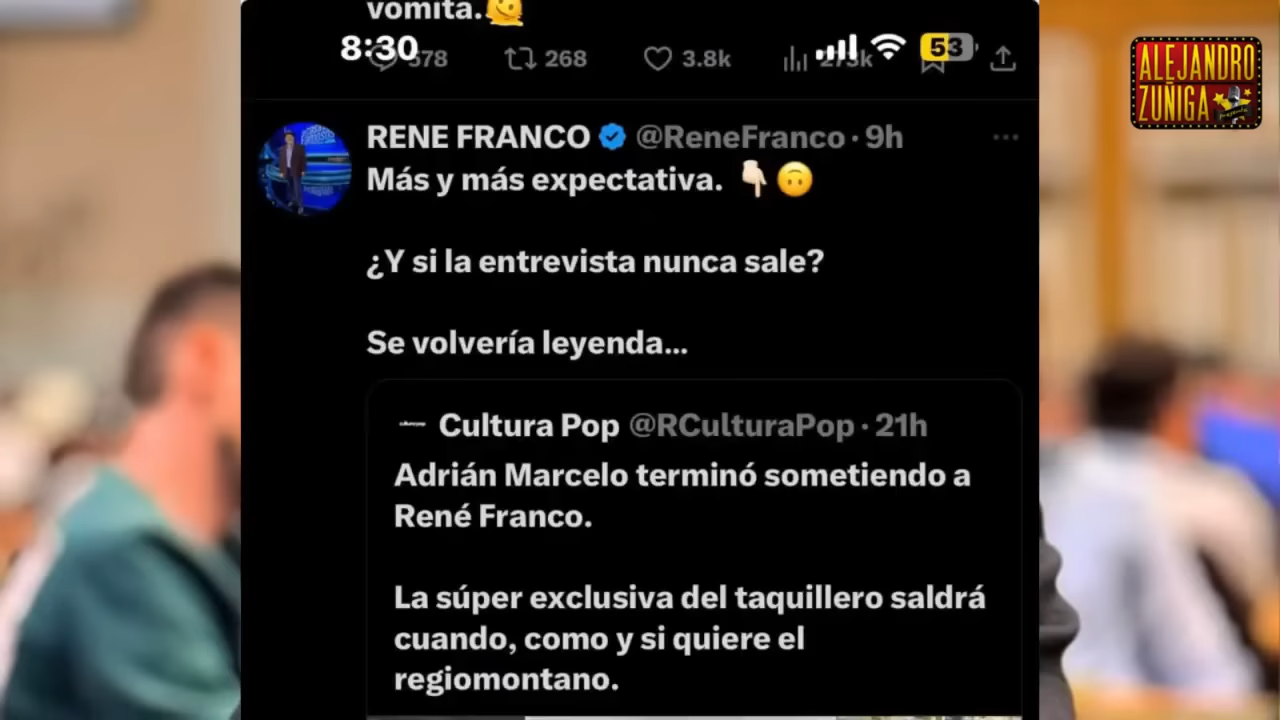 vomita.🫠
8:30
578 268 3.8k 273k
53
ALEJANDRO
ZUÑIGA
RENE FRANCO @ReneFranco · 9h
Más y más expectativa. 👇🏻🙃
¿Y si la entrevista nunca sale?
Se volvería leyenda...
Cultura Pop @RCulturaPop · 21h
Adrián Marcelo terminó sometiendo a
René Franco.
La súper exclusiva del taquillero saldrá
cuando, como y si quiere el
regiomontano.